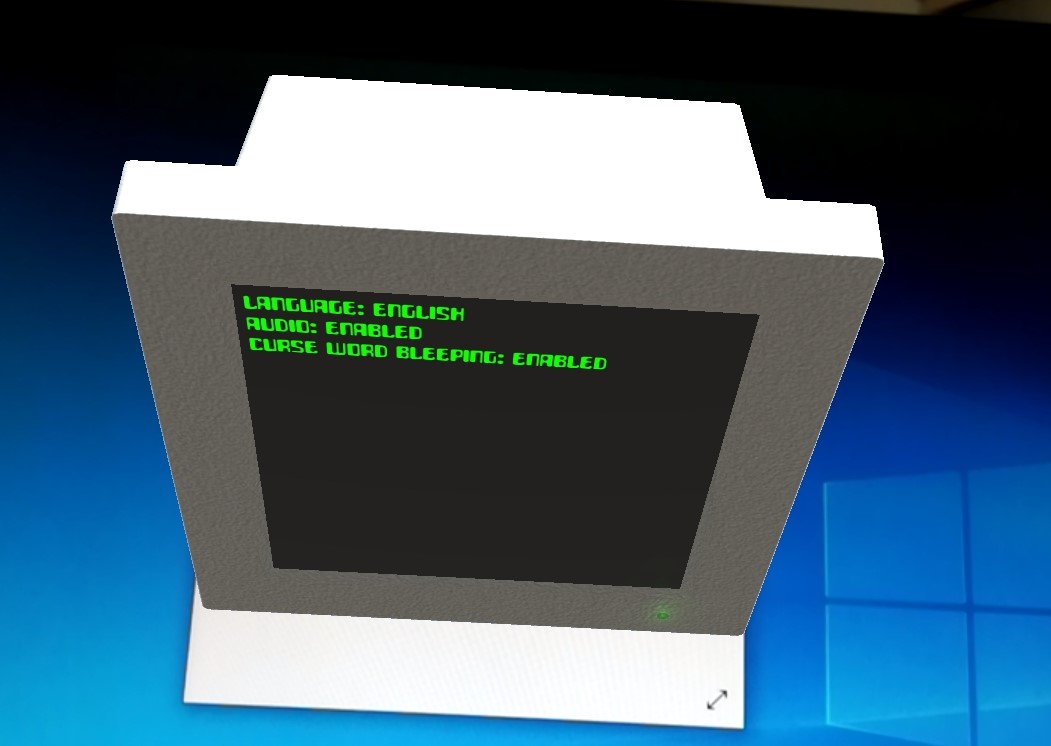 LANGUAGE: ENGLISH
AUDIO: ENABLED
CURSE WORD BLEEPING: ENABLED